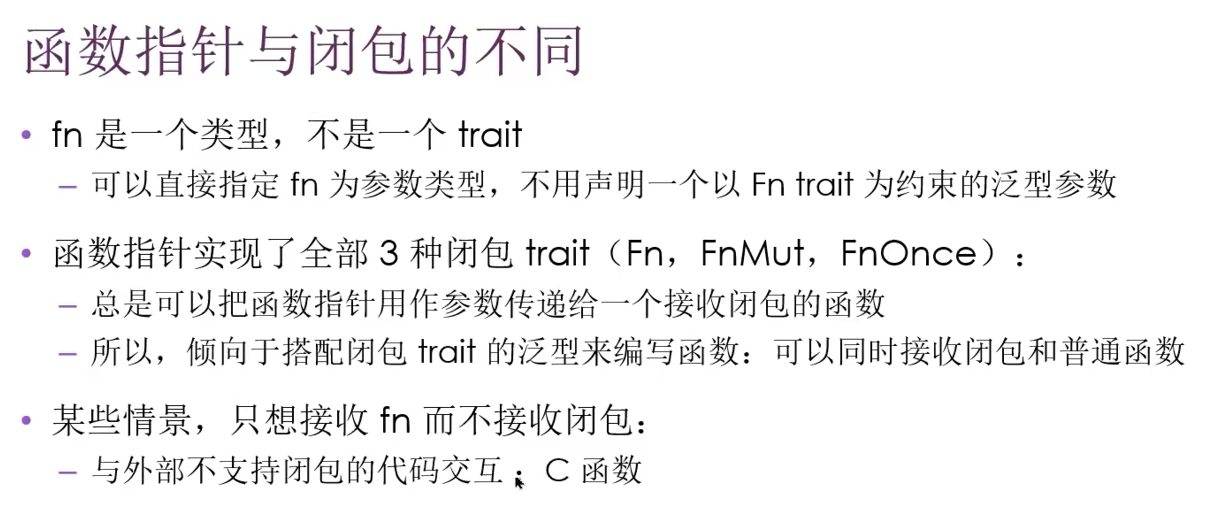 函数指针与闭包的不同
• fn 是一个类型，不是一个 trait
– 可以直接指定 fn 为参数类型，不用声明一个以 Fn trait 为约束的泛型参数
• 函数指针实现了全部 3 种闭包 trait（Fn，FnMut，FnOnce）：
– 总是可以把函数指针用作参数传递给一个接收闭包的函数
– 所以，倾向于搭配闭包 trait 的泛型来编写函数：可以同时接收闭包和普通函数
• 某些情景，只想接收 fn 而不接收闭包：
– 与外部不支持闭包的代码交互：C 函数